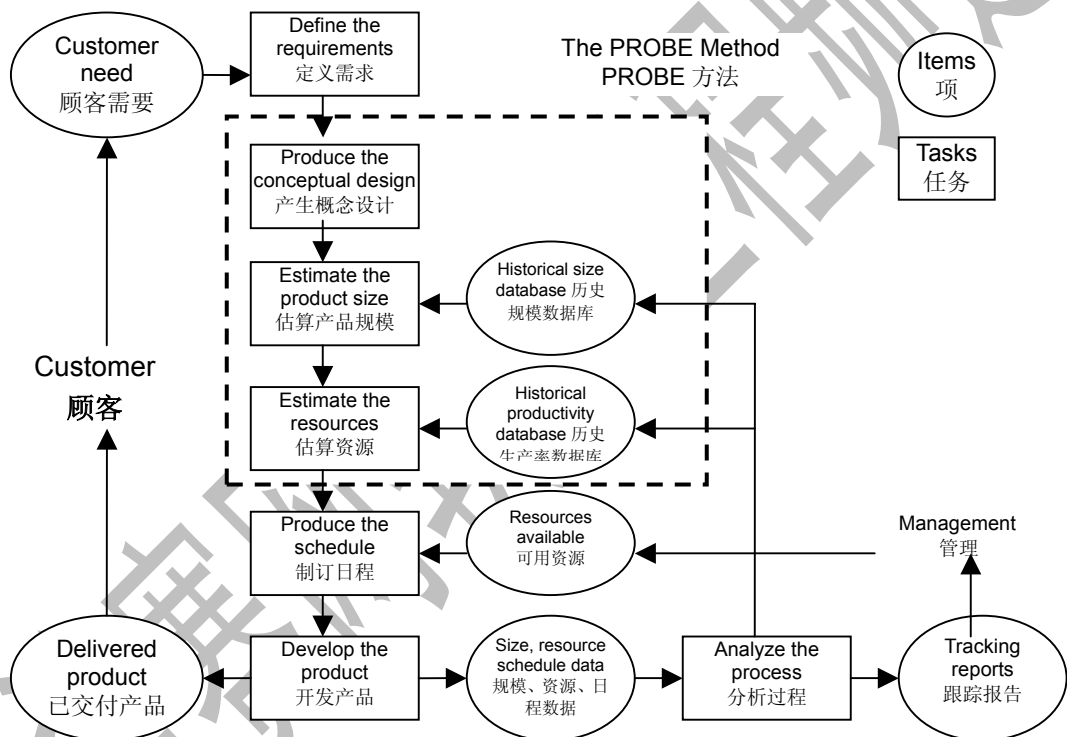 Customer
need
顾客需要
Define the
requirements
定义需求
The PROBE Method
PROBE 方法
Items
项
Tasks
任务
Produce the
conceptual design
产生概念设计
Estimate the
product size
估算产品规模
Historical size
database 历史
规模数据库
Customer
顾客
Estimate the
resources
估算资源
Historical
productivity
database 历史
生产率数据库
Produce the
schedule
制订日程
Resources
available
可用资源
Management
管理
Delivered
product
已交付产品
Develop the
product
开发产品
Size, resource
schedule data
规模、资源、日
程数据
Analyze the
process
分析过程
Tracking
reports
跟踪报告